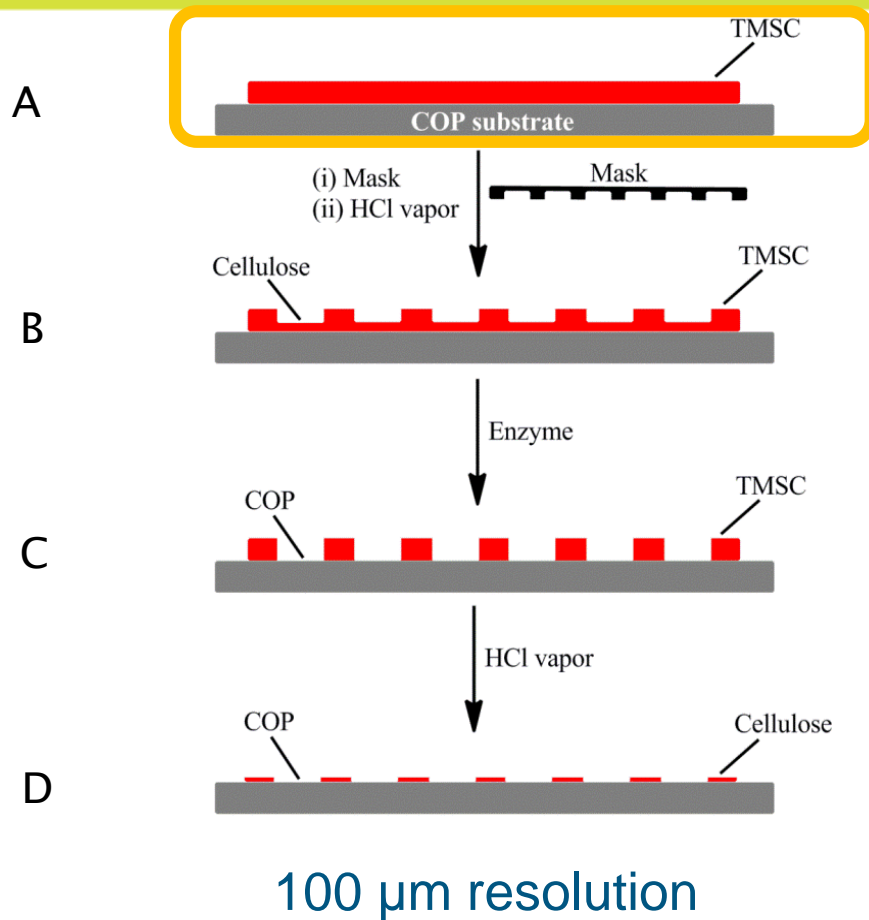 TMSC
A
COP substrate
(i) Mask
(ii) HCl vapor
Mask
Cellulose
TMSC
B
Enzyme
COP
TMSC
C
HCl vapor
COP
Cellulose
D
100 µm resolution